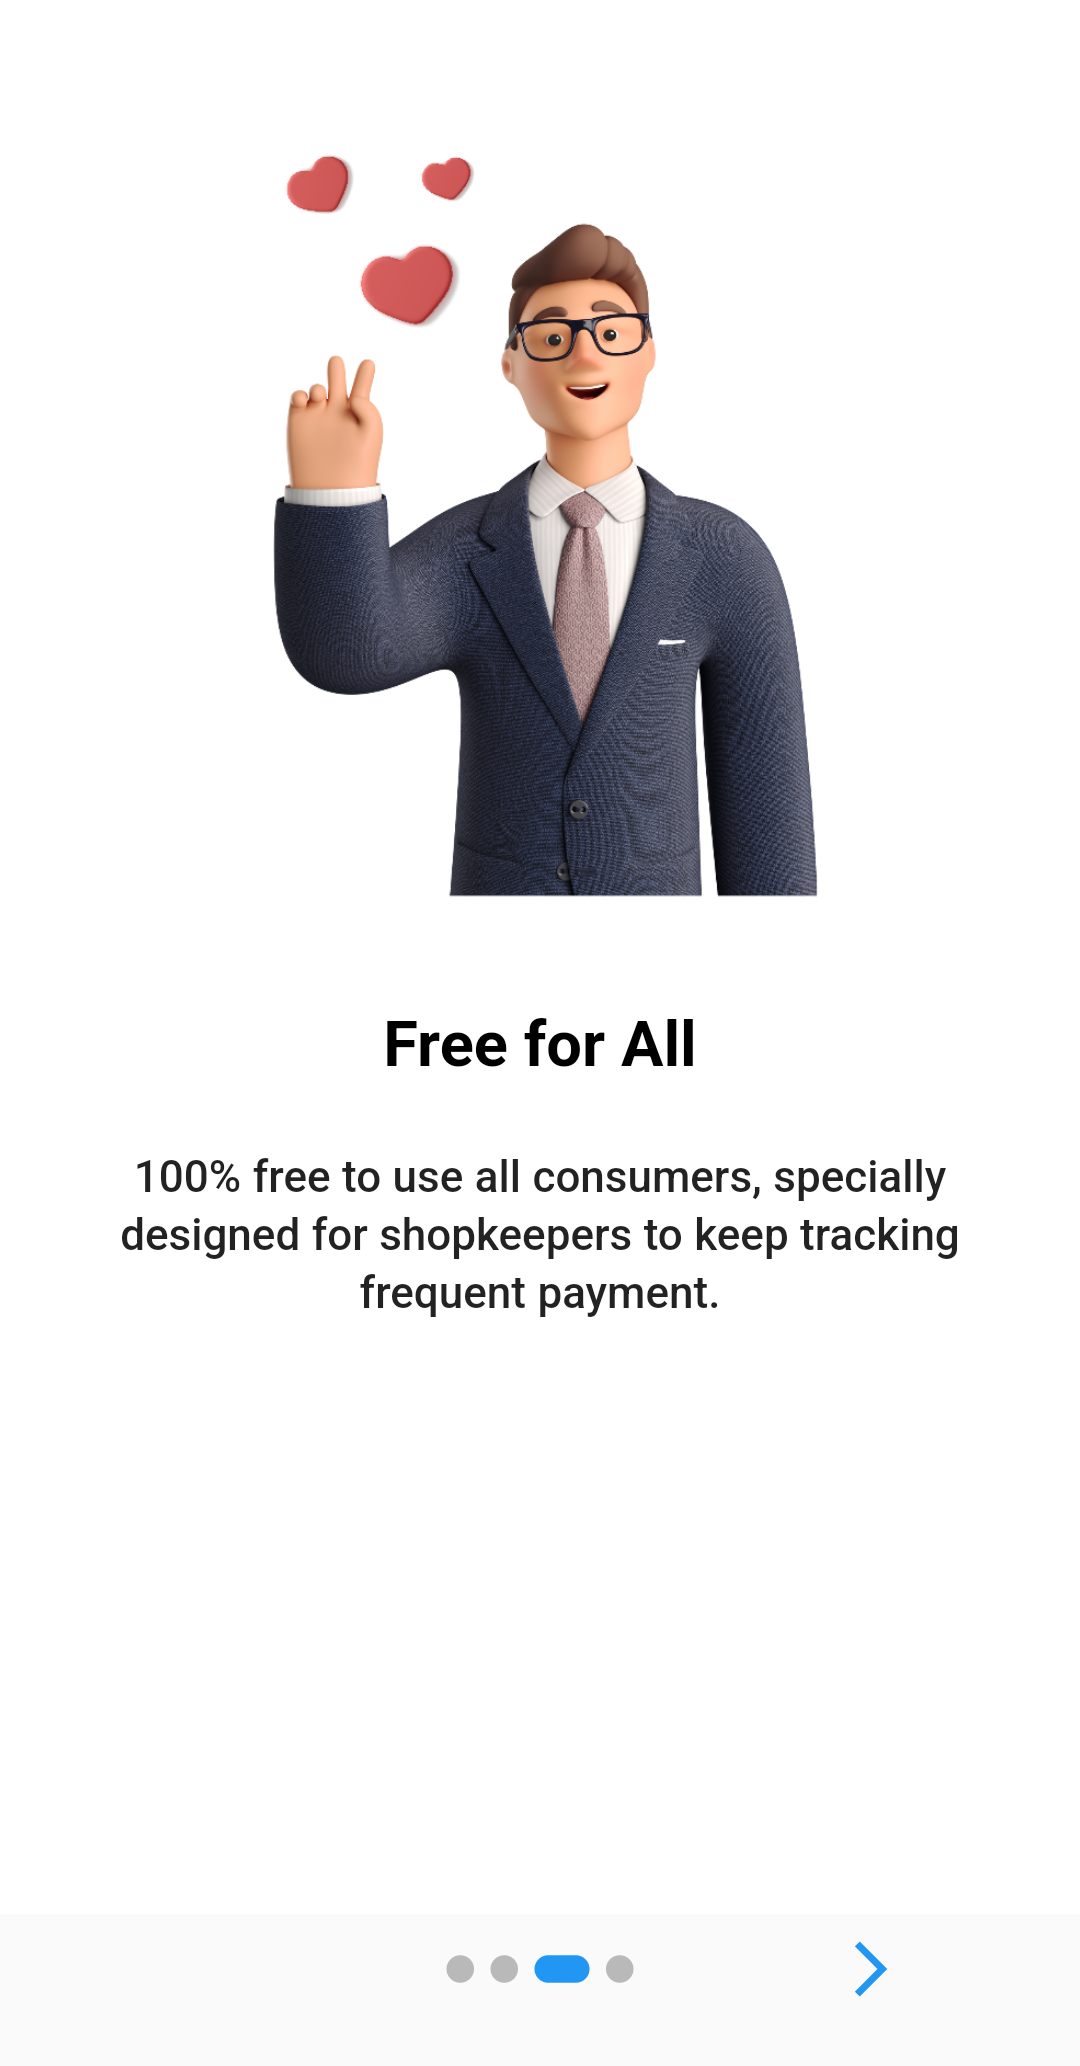 Free for All
100% free to use all consumers, specially
designed for shopkeepers to keep tracking
frequent payment.